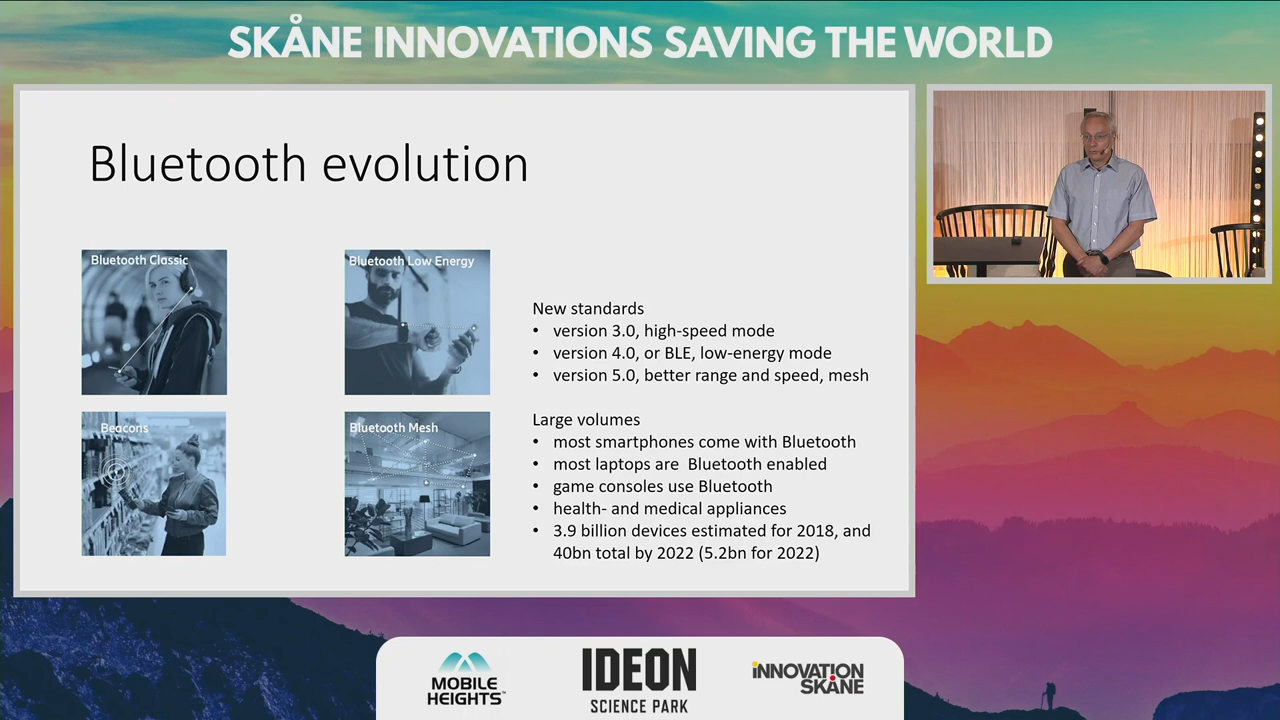 SKÅNE INNOVATIONS SAVING THE WORLD
Bluetooth evolution
Bluetooth Classic
Bluetooth Low Energy
Beacons
Bluetooth Mesh
New standards
• version 3.0, high-speed mode
• version 4.0, or BLE, low-energy mode
• version 5.0, better range and speed, mesh
Large volumes
• most smartphones come with Bluetooth
• most laptops are  Bluetooth enabled
• game consoles use Bluetooth
• health- and medical appliances
• 3.9 billion devices estimated for 2018, and
40bn total by 2022 (5.2bn for 2022)
MOBILE
HEIGHTS™
IDEON
SCIENCE PARK
INNOVATION
SKÅNE